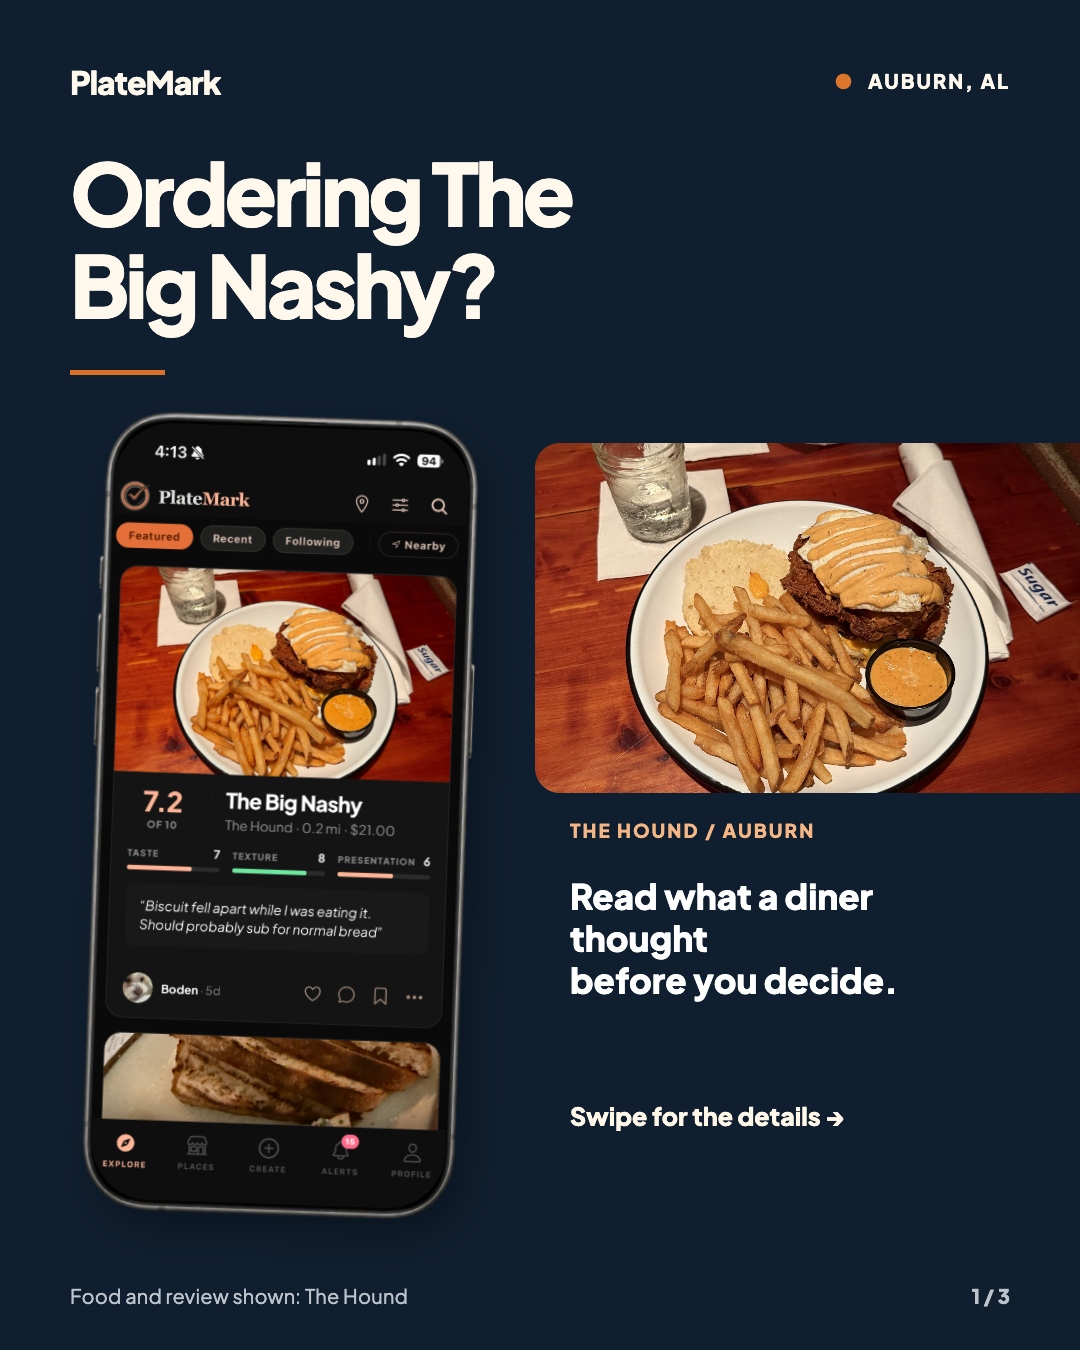 PlateMark
AUBURN, AL
Ordering The
Big Nashy?
4:13
94
PlateMark
Featured
Recent
Following
Nearby
Sugar
7.2
OF 10
The Big Nashy
The Hound · 0.2 mi · $21.00
TASTE 7
TEXTURE 8
PRESENTATION 6
"Biscuit fell apart while I was eating it.
Should probably sub for normal bread"
Boden · 5d
EXPLORE
PLACES
CREATE
15
ALERTS
PROFILE
Sugar
THE HOUND / AUBURN
Read what a diner
thought
before you decide.
Swipe for the details →
Food and review shown: The Hound
1 / 3